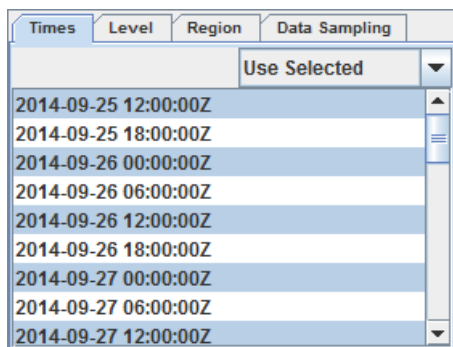 Times Level Region Data Sampling
Use Selected
2014-09-25 12:00:00Z
2014-09-25 18:00:00Z
2014-09-26 00:00:00Z
2014-09-26 06:00:00Z
2014-09-26 12:00:00Z
2014-09-26 18:00:00Z
2014-09-27 00:00:00Z
2014-09-27 06:00:00Z
2014-09-27 12:00:00Z